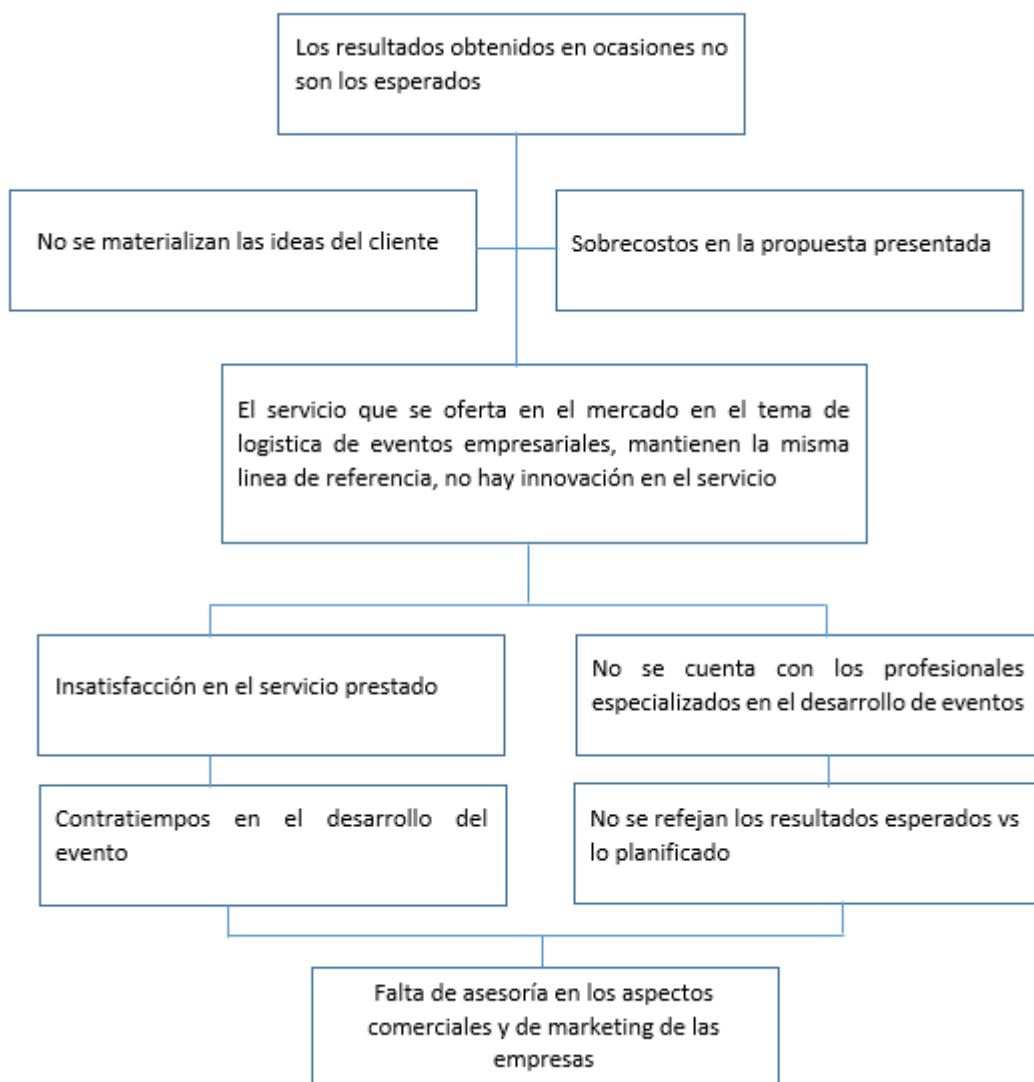 Los resultados obtenidos en ocasiones no
son los esperados
No se materializan las ideas del cliente
Sobrecostos en la propuesta presentada
El servicio que se oferta en el mercado en el tema de
logistica de eventos empresariales, mantienen la misma
linea de referencia, no hay innovación en el servicio
Insatisfacción en el servicio prestado
No se cuenta con los profesionales
especializados en el desarrollo de eventos
Contratiempos en el desarrollo del
evento
No se refejan los resultados esperados vs
lo planificado
Falta de asesoría en los aspectos
comerciales y de marketing de las
empresas